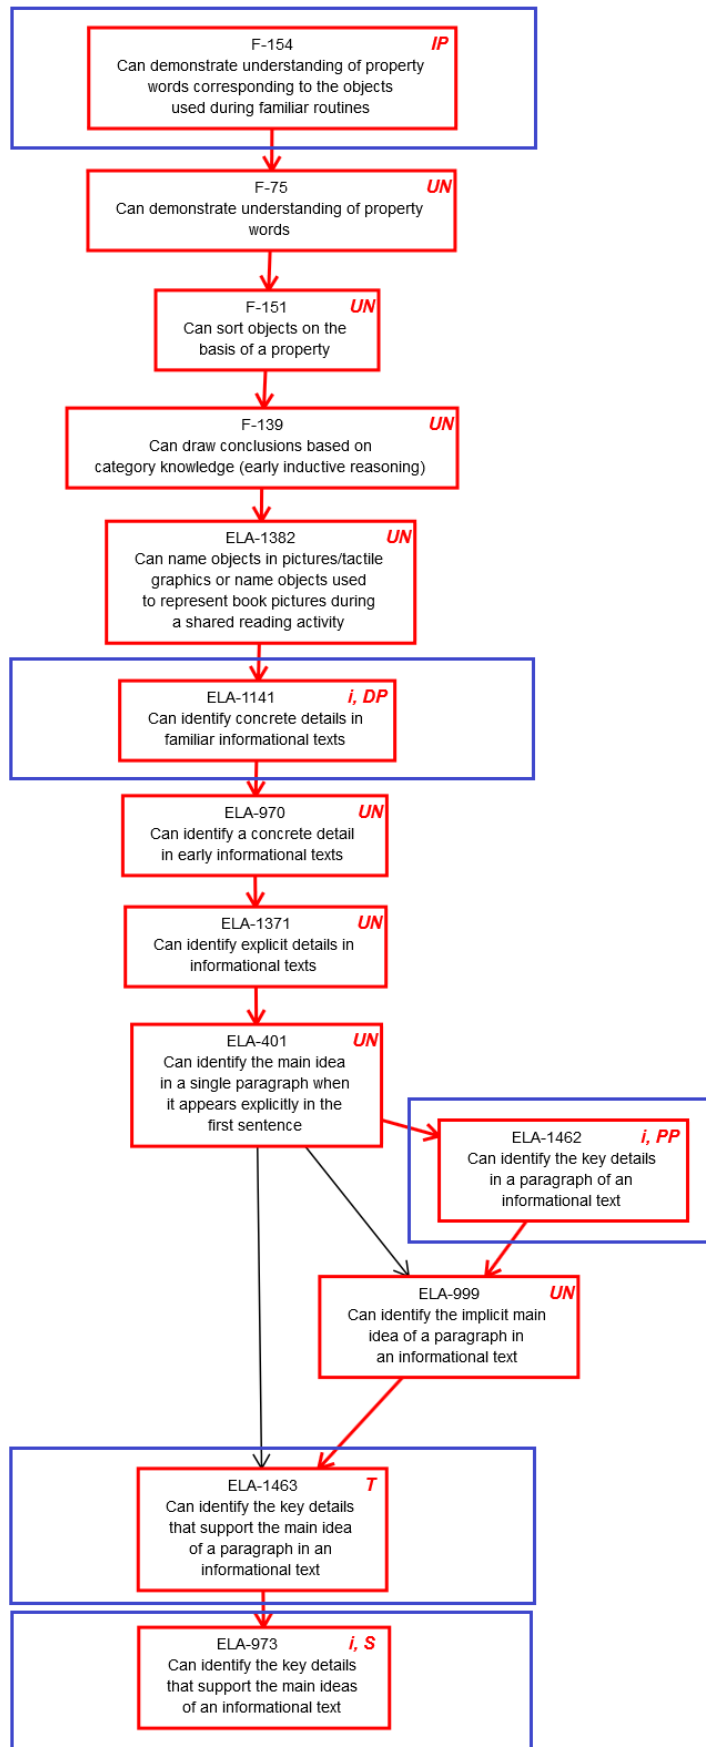 F-154
IP
Can demonstrate understanding of property
words corresponding to the objects
used during familiar routines
F-75
UN
Can demonstrate understanding of property
words
F-151
UN
Can sort objects on the
basis of a property
F-139
UN
Can draw conclusions based on
category knowledge (early inductive reasoning)
ELA-1382
UN
Can name objects in pictures/tactile
graphics or name objects used
to represent book pictures during
a shared reading activity
ELA-1141
i, DP
Can identify concrete details in
familiar informational texts
ELA-970
UN
Can identify a concrete detail
in early informational texts
ELA-1371
UN
Can identify explicit details in
informational texts
ELA-401
UN
Can identify the main idea
in a single paragraph when
it appears explicitly in the
first sentence
ELA-1462
i, PP
Can identify the key details
in a paragraph of an
informational text
ELA-999
UN
Can identify the implicit main
idea of a paragraph in
an informational text
ELA-1463
T
Can identify the key details
that support the main idea
of a paragraph in an
informational text
ELA-973
i, S
Can identify the key details
that support the main ideas
of an informational text